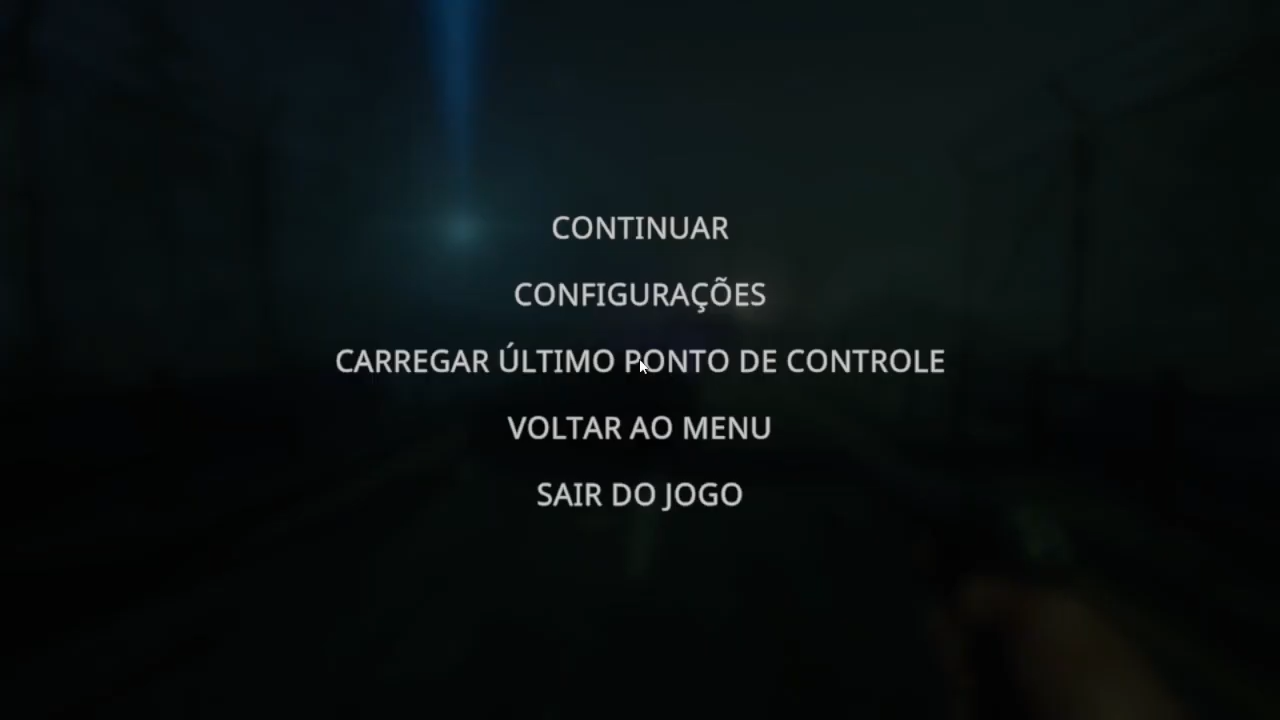 CONTINUAR
CONFIGURAÇÕES
CARREGAR ÚLTIMO PONTO DE CONTROLE
VOLTAR AO MENU
SAIR DO JOGO